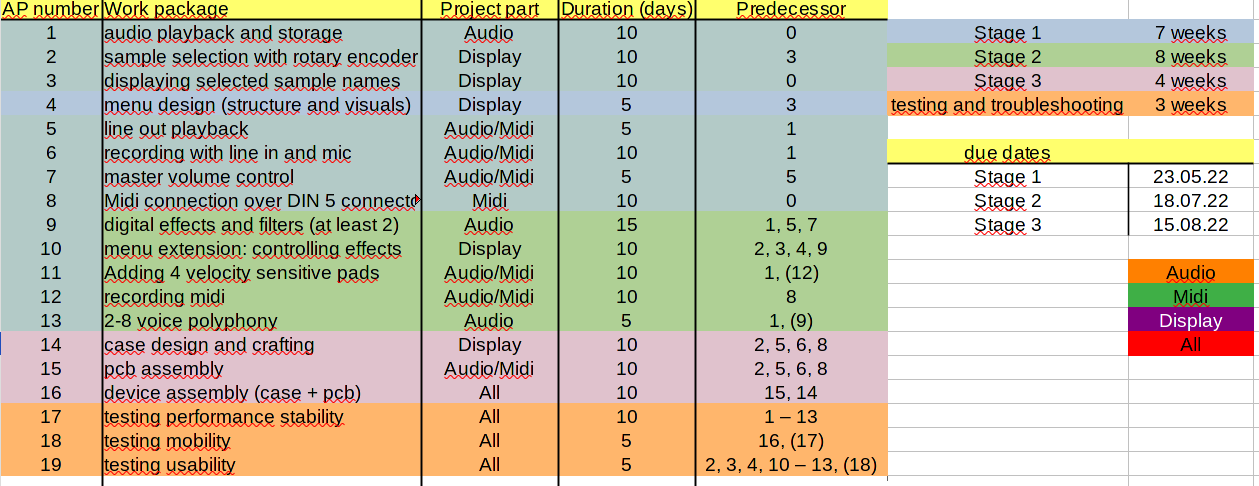 AP number Work package Project part Duration (days) Predecessor
1 audio playback and storage Audio 10 0 Stage 1 7 weeks
2 sample selection with rotary encoder Display 10 3 Stage 2 8 weeks
3 displaying selected sample names Display 10 0 Stage 3 4 weeks
4 menu design (structure and visuals) Display 5 3 testing and troubleshooting 3 weeks
5 line out playback Audio/Midi 5 1
6 recording with line in and mic Audio/Midi 10 1 due dates
7 master volume control Audio/Midi 5 5 Stage 1 23.05.22
8 Midi connection over DIN 5 connecto Midi 10 0 Stage 2 18.07.22
9 digital effects and filters (at least 2) Audio 15 1, 5, 7 Stage 3 15.08.22
10 menu extension: controlling effects Display 10 2, 3, 4, 9
11 Adding 4 velocity sensitive pads Audio/Midi 10 1, (12) Audio
12 recording midi Audio/Midi 10 8 Midi
13 2-8 voice polyphony Audio 5 1, (9) Display
14 case design and crafting Display 10 2, 5, 6, 8 All
15 pcb assembly Audio/Midi 10 2, 5, 6, 8
16 device assembly (case + pcb) All 10 15, 14
17 testing performance stability All 10 1 – 13
18 testing mobility All 5 16, (17)
19 testing usability All 5 2, 3, 4, 10 – 13, (18)